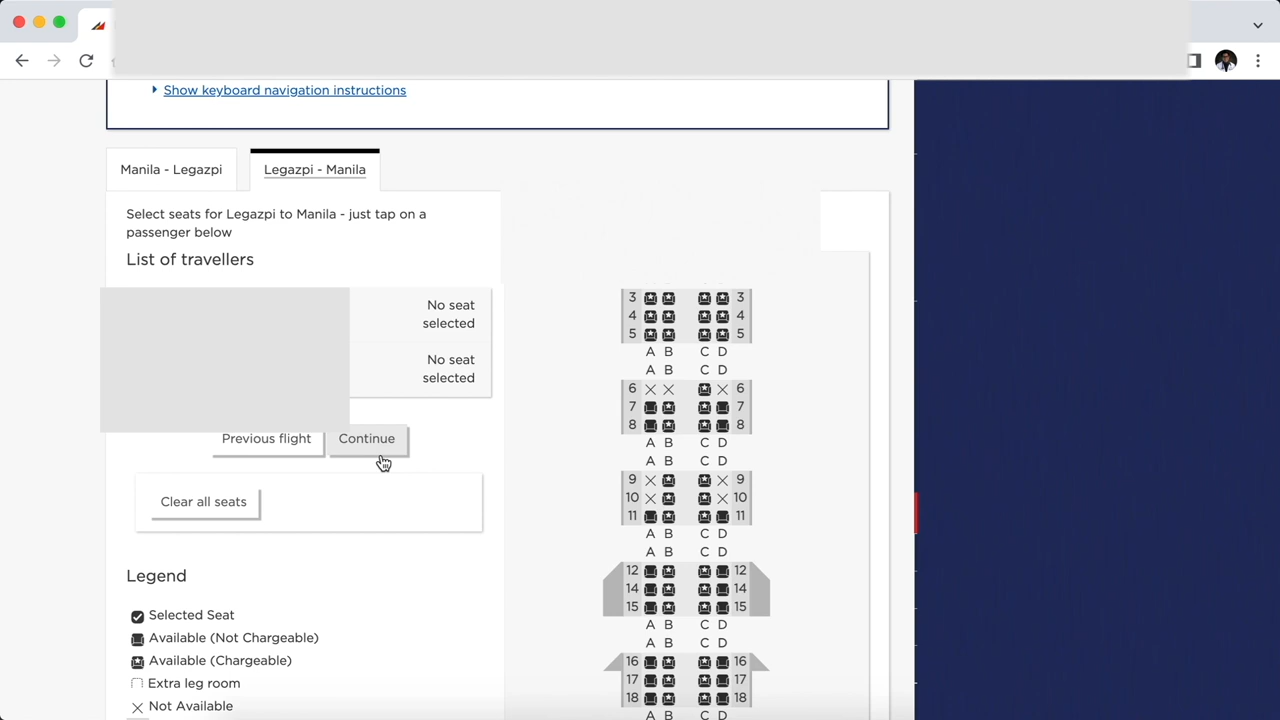 Show keyboard navigation instructions
Manila - Legazpi
Legazpi - Manila
Select seats for Legazpi to Manila - just tap on a
passenger below
List of travellers
No seat
selected
No seat
selected
Previous flight
Continue
Clear all seats
Legend
Selected Seat
Available (Not Chargeable)
Available (Chargeable)
Extra leg room
Not Available
3 3
4 4
5 5
A B C D
A B C D
6 6
7 7
8 8
A B C D
A B C D
9 9
10 10
11 11
A B C D
A B C D
12 12
14 14
15 15
A B C D
A B C D
16 16
17 17
18 18
A B C D